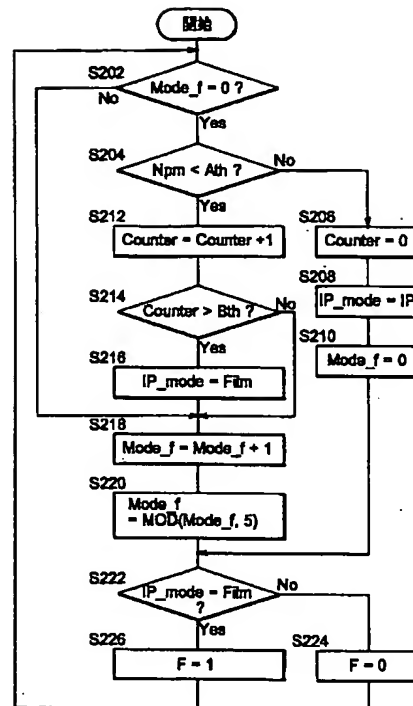 開始
S202
Mode_f = 0 ?
No
Yes
S204
Npm < Ath ?
No
Yes
S212
Counter = Counter +1
S206
Counter = 0
S214
Counter > Bth ?
No
Yes
S208
IP_mode = IP
S210
Mode_f = 0
S216
IP_mode = Film
S218
Mode_f = Mode_f + 1
S220
Mode_f
= MOD(Mode_f, 5)
S222
IP_mode = Film
?
No
Yes
S226
F = 1
S224
F = 0